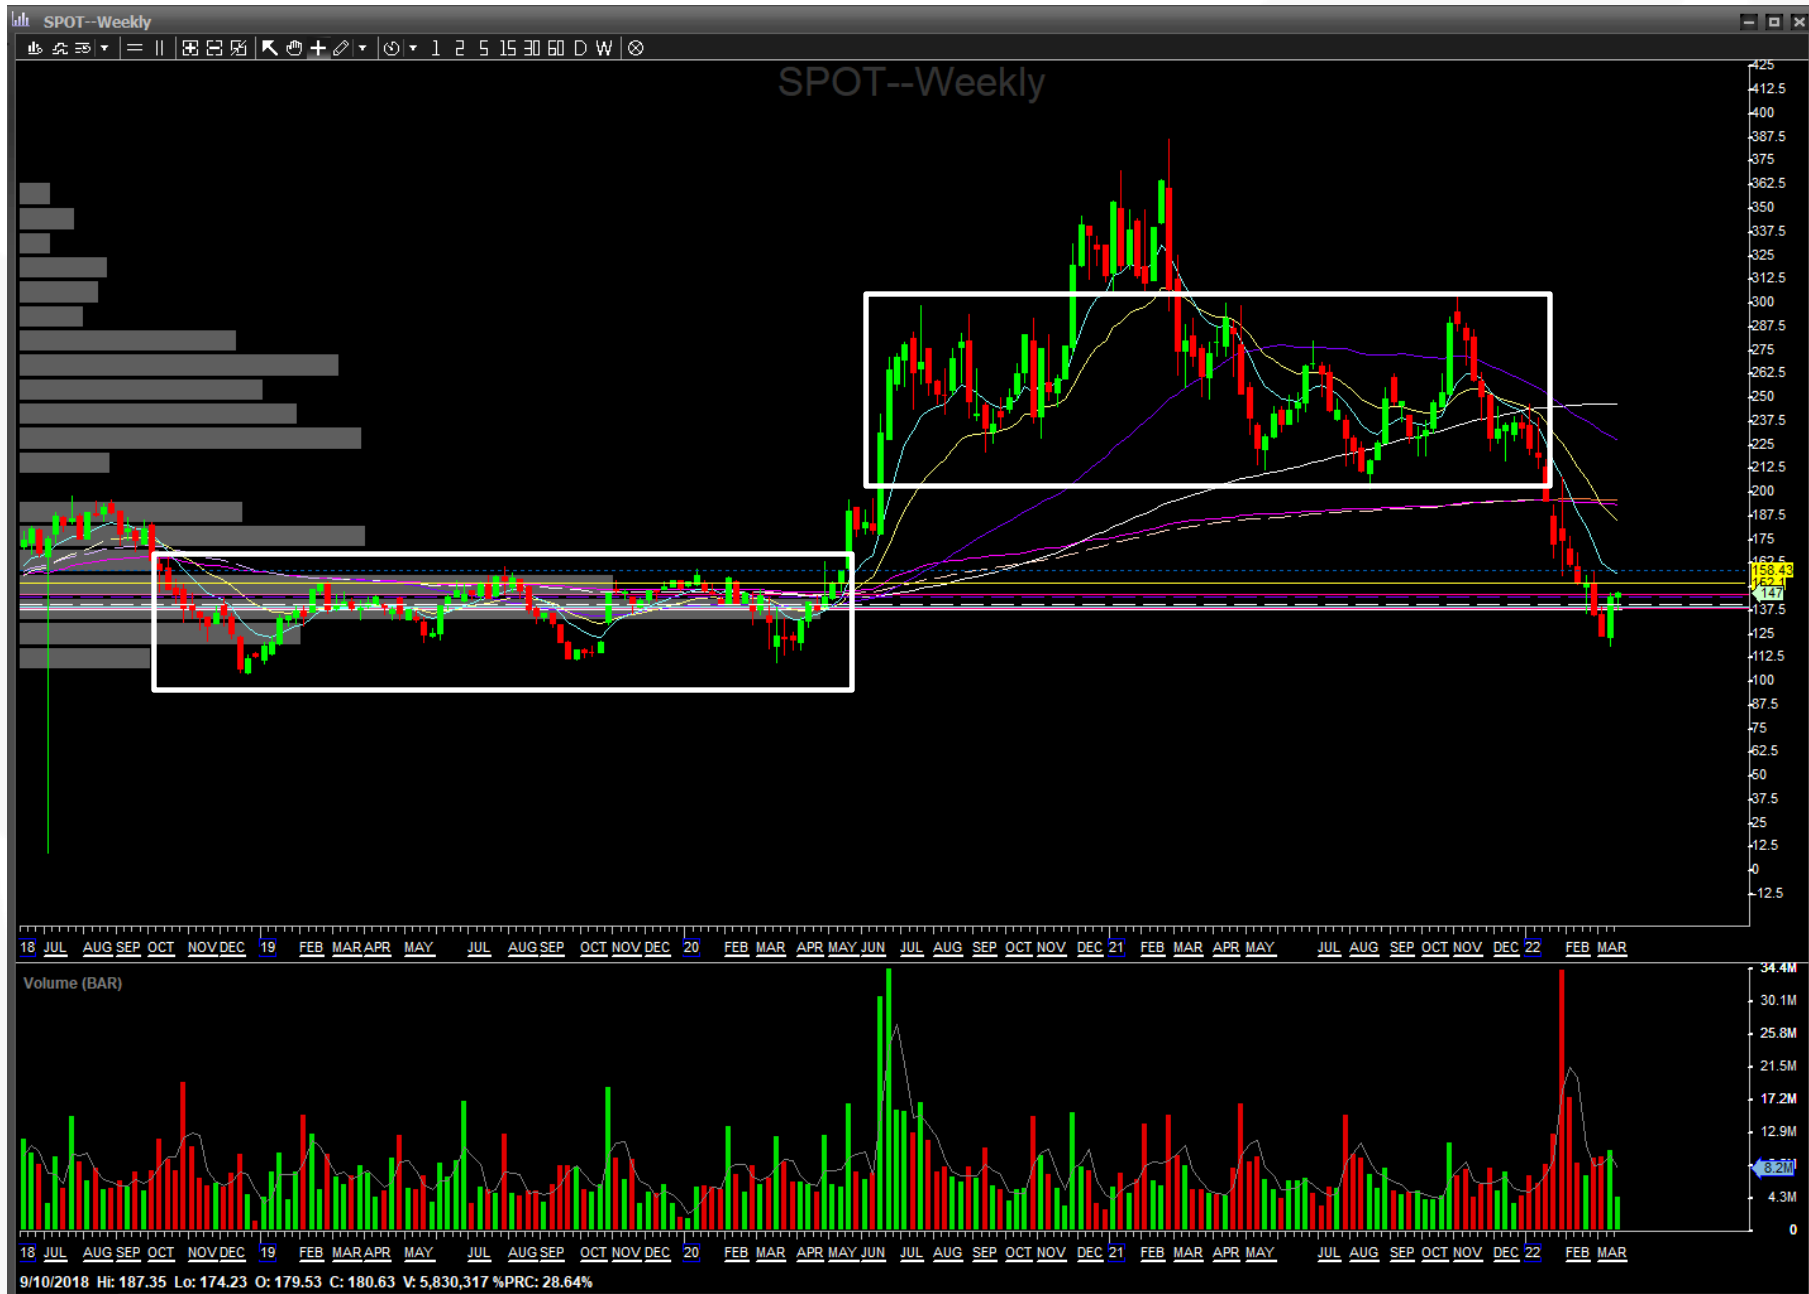 SPOT--Weekly
1 2 5 15 30 60 D W
SPOT--Weekly
425
412.5
400
387.5
375
362.5
350
337.5
325
312.5
300
287.5
275
262.5
250
237.5
225
212.5
200
187.5
175
162.5
158.43
147
137.5
125
112.5
100
87.5
75
62.5
50
37.5
25
12.5
0
-12.5
18 JUL AUG SEP OCT NOV DEC 19 FEB MAR APR MAY JUL AUG SEP OCT NOV DEC 20 FEB MAR APR MAY JUN JUL AUG SEP OCT NOV DEC 21 FEB MAR APR MAY JUL AUG SEP OCT NOV DEC 22 FEB MAR
Volume (BAR)
34.4M
30.1M
25.8M
21.5M
17.2M
12.9M
8.2M
4.3M
0
18 JUL AUG SEP OCT NOV DEC 19 FEB MAR APR MAY JUL AUG SEP OCT NOV DEC 20 FEB MAR APR MAY JUN JUL AUG SEP OCT NOV DEC 21 FEB MAR APR MAY JUL AUG SEP OCT NOV DEC 22 FEB MAR
9/10/2018 Hi: 187.35 Lo: 174.23 O: 179.53 C: 180.63 V: 5,830,317 %PRC: 28.64%